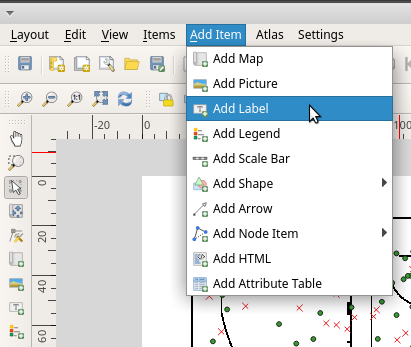 Layout Edit View Items Add Item Atlas Settings
Add Map
Add Picture
Add Label
Add Legend
Add Scale Bar
Add Shape
Add Arrow
Add Node Item
Add HTML
Add Attribute Table
-20 0 100
0
20
40
60